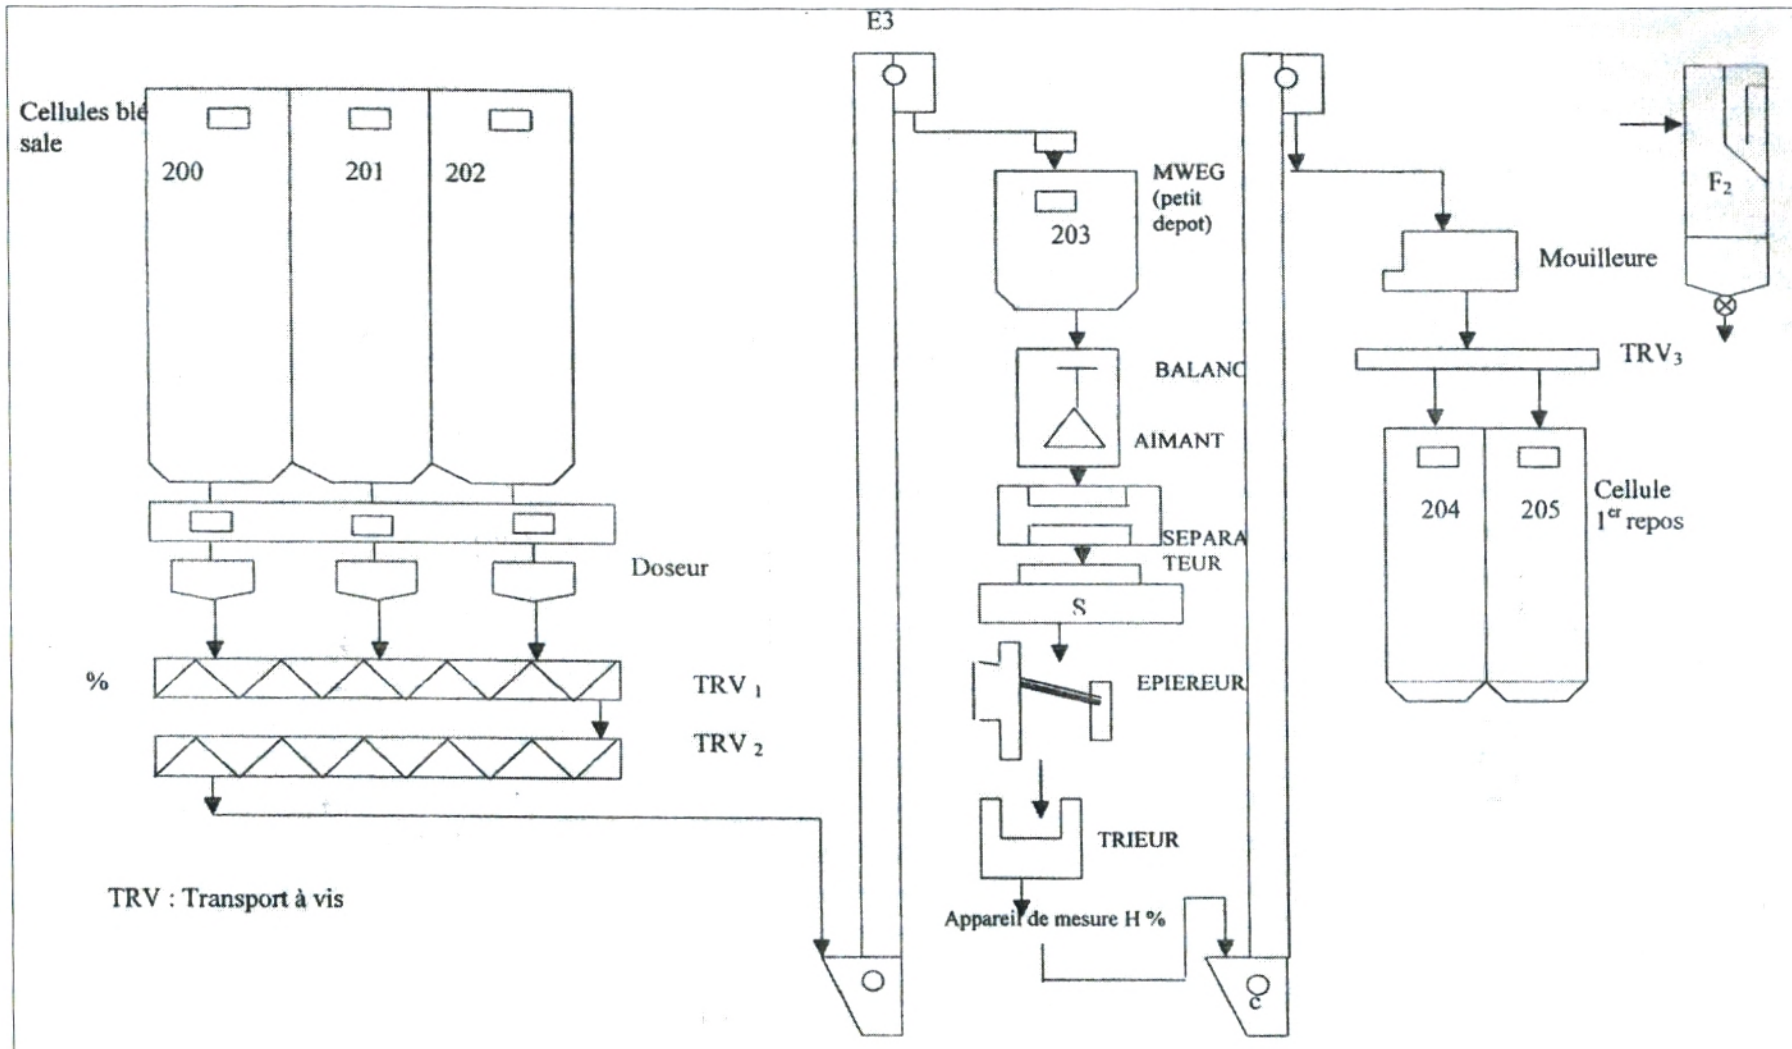 E3
Cellules blé
sale
200
201
202
MWEG
(petit
depot)
203
F2
Mouilleure
BALANC
TRV3
AIMANT
SEPARA
TEUR
204
205
Cellule
1er repos
Doseur
S
%
TRV 1
EPIEREUR
TRV 2
TRIEUR
TRV : Transport à vis
Appareil de mesure H %
c